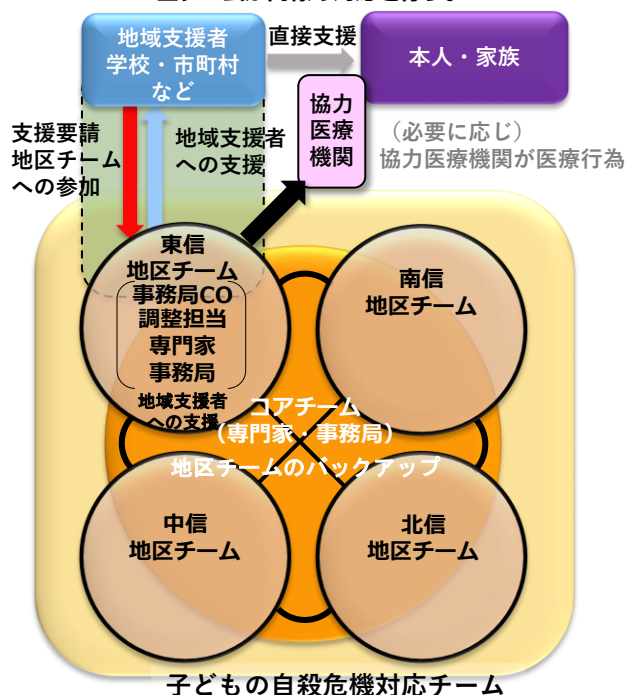 地域支援者
学校・市町村
など
直接支援
本人・家族
協力
医療
機関
支援要請
地区チーム
への参加
地域支援者
への支援
（必要に応じ）
協力医療機関が医療行為
東信
地区チーム
事務局CO
調整担当
専門家
事務局
地域支援者
への支援
南信
地区チーム
コアチーム
（専門家・事務局）
地区チームのバックアップ
中信
地区チーム
北信
地区チーム
子どもの自殺危機対応チーム